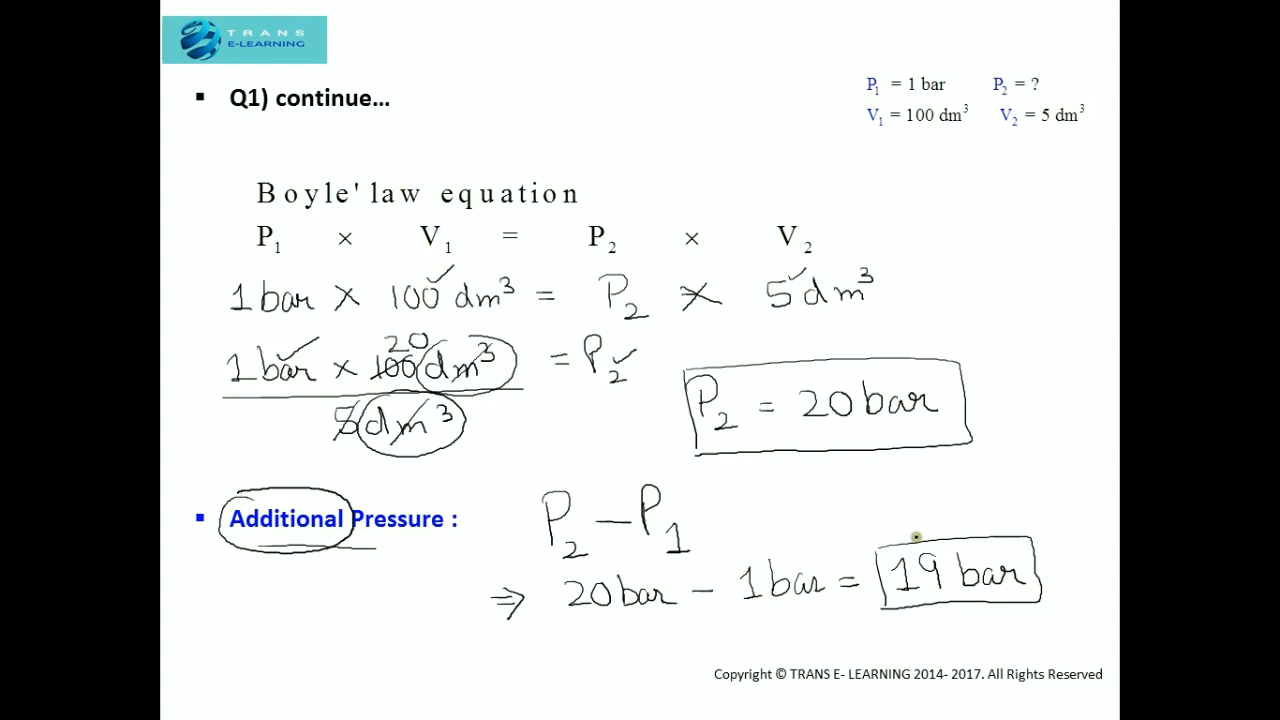 TRANS
E-LEARNING
▪ Q1) continue...
P₁ = 1 bar P₂ = ?
V₁ = 100 dm³ V₂ = 5 dm³
Boyle'law equation
P₁ × V₁ = P₂ × V₂
1 bar × 100 dm³ = P₂ × 5 dm³
20
1 bar × 100 dm³ = P₂
5 dm³
P₂ = 20 bar
▪ Additional Pressure : P₂ – P₁
⇒ 20 bar – 1 bar = 19 bar
Copyright © TRANS E- LEARNING 2014- 2017. All Rights Reserved